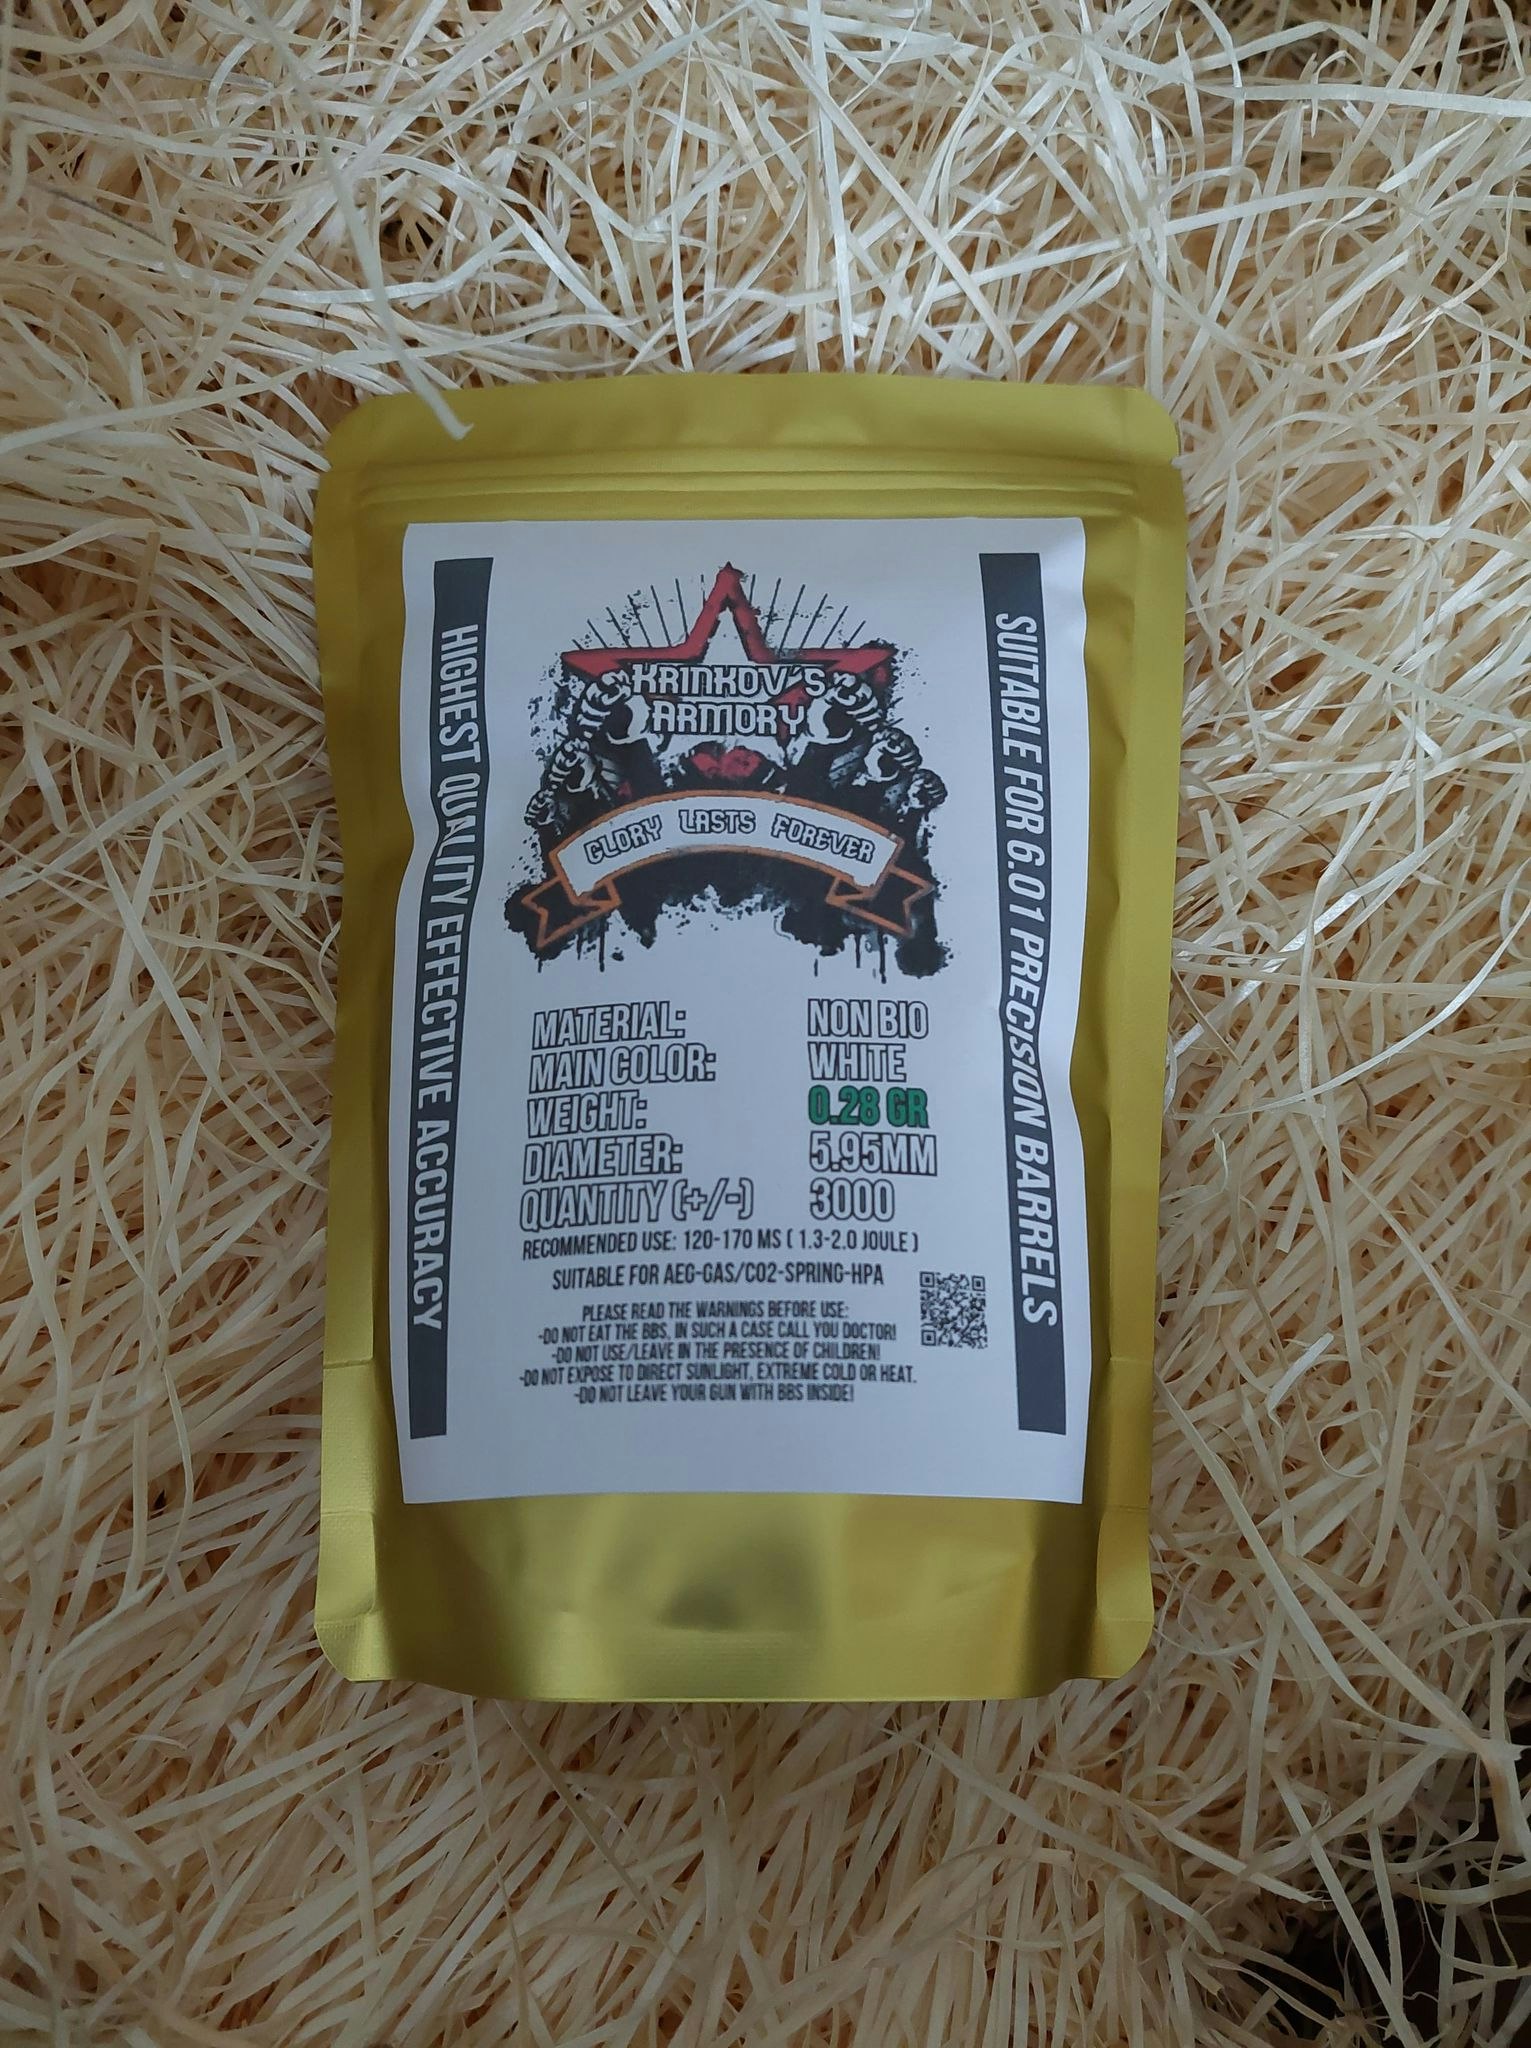 KRINKOV'S
ARMORY
GLORY LASTS FOREVER
HIGHEST QUALITY EFFECTIVE ACCURACY
SUITABLE FOR 6.01 PRECISION BARRELS
MATERIAL: NON BIO
MAIN COLOR: WHITE
WEIGHT: 0.28 GR
DIAMETER: 5.95MM
QUANTITY (+/-) 3000
RECOMMENDED USE: 120-170 MS ( 1.3-2.0 JOULE )
SUITABLE FOR AEG-GAS/CO2-SPRING-HPA
PLEASE READ THE WARNINGS BEFORE USE:
-DO NOT EAT THE BBS, IN SUCH A CASE CALL YOU DOCTOR!
-DO NOT USE/LEAVE IN THE PRESENCE OF CHILDREN!
-DO NOT EXPOSE TO DIRECT SUNLIGHT, EXTREME COLD OR HEAT.
-DO NOT LEAVE YOUR GUN WITH BBS INSIDE!